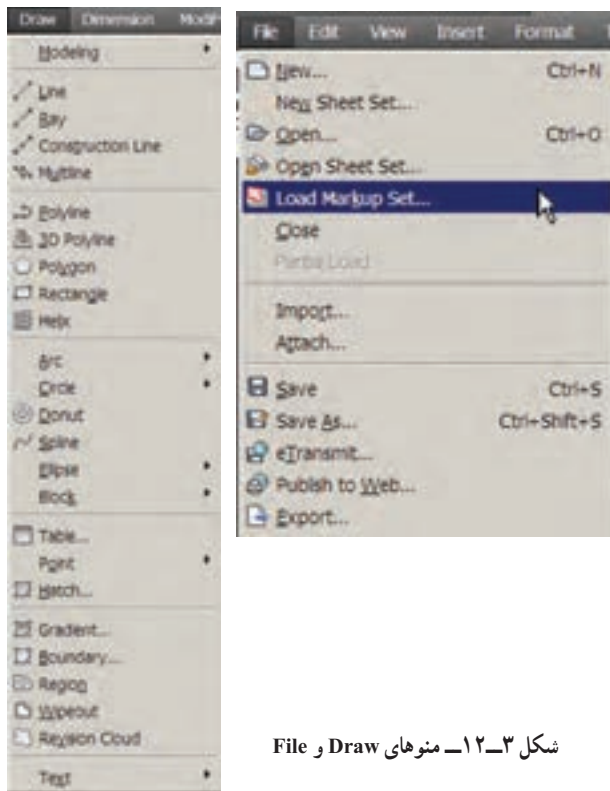 Draw Dimension Modif
Modeling
Line
Ray
Construction Line
Multiline
Polyline
3D Polyline
Polygon
Rectangle
Helix
Arc
Circle
Donut
Spline
Ellipse
Block
Table...
Point
Hatch...
Gradient...
Boundary...
Region
Wipeout
Revision Cloud
Text
File Edit View Insert Format
New... Ctrl+N
New Sheet Set...
Open... Ctrl+O
Open Sheet Set...
Load Markup Set...
Close
Partial Load
Import...
Attach...
Save Ctrl+S
Save As... Ctrl+Shift+S
eTransmit...
Publish to Web...
Export...
شکل ۳ــ۱۲ــ منوهای Draw و File